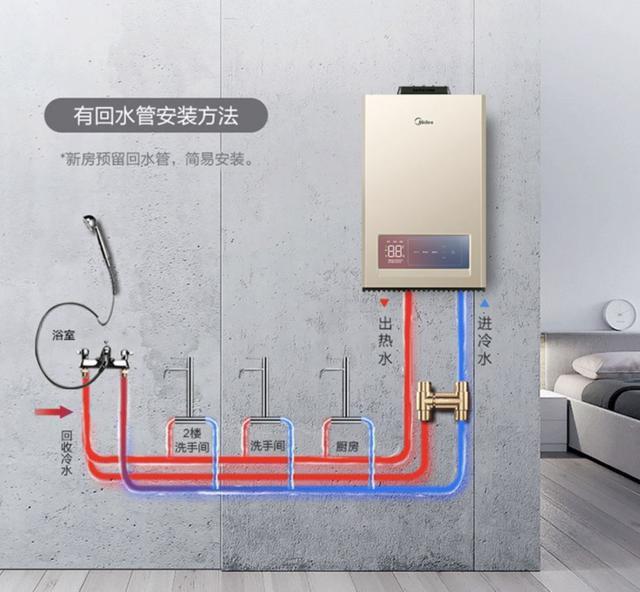 有回水管安装方法
*新房预留回水管，简易安装。
Midea
88
出热水
进冷水
浴室
2楼
洗手间
洗手间
厨房
回收冷水